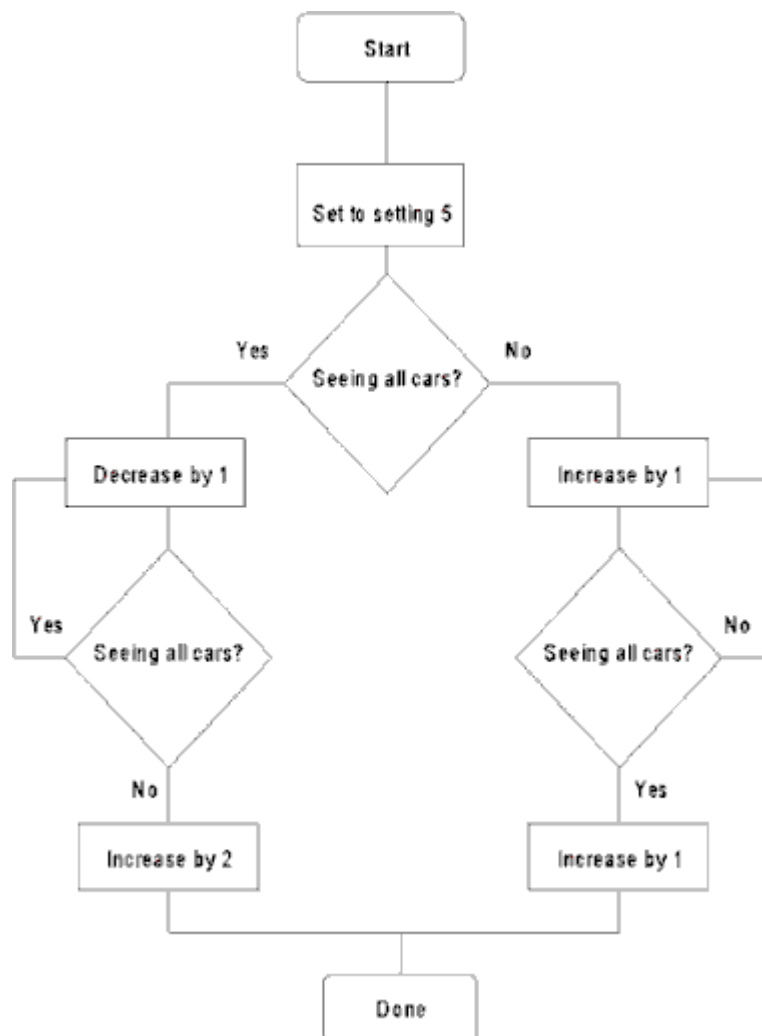 Start
Set to setting 5
Yes
No
Seeing all cars?
Decrease by 1
Increase by 1
Yes
Seeing all cars?
Seeing all cars?
No
No
Yes
Increase by 2
Increase by 1
Done